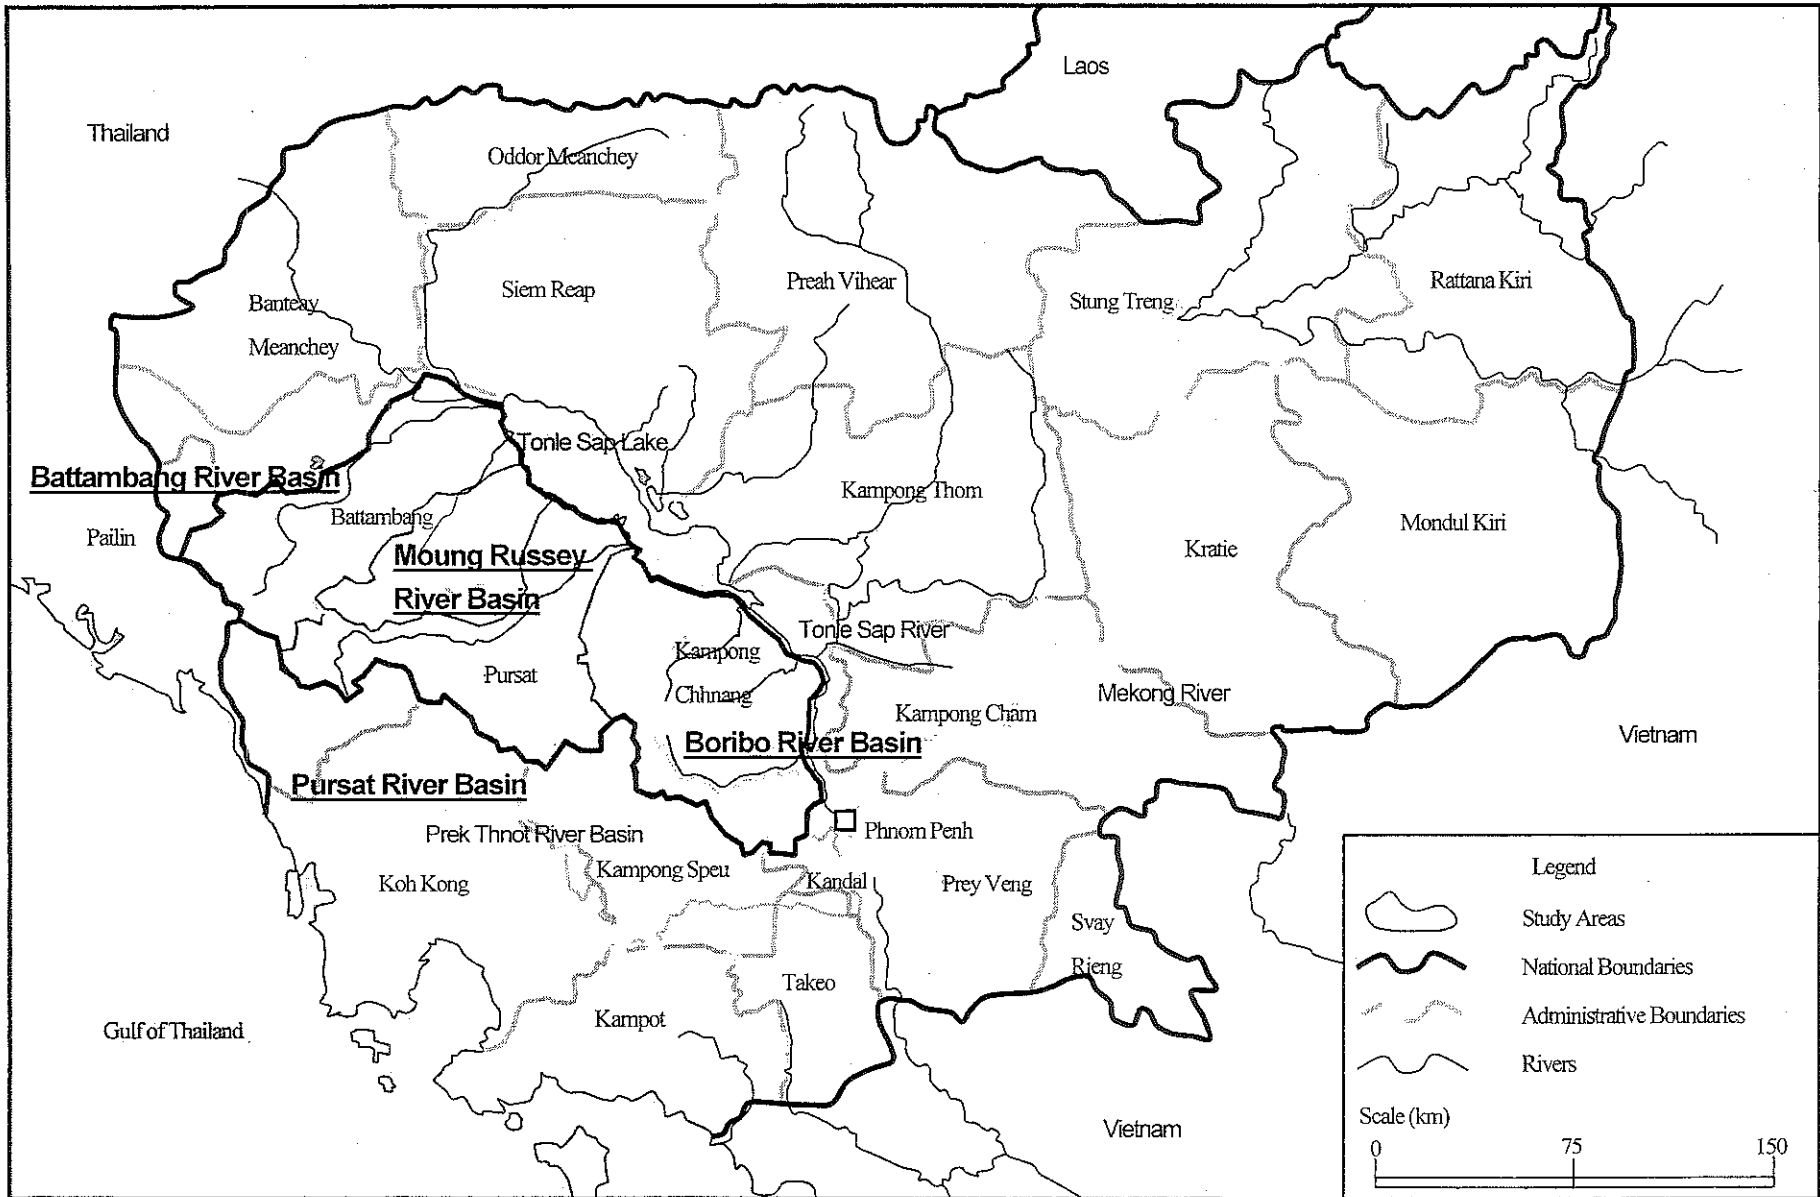 Laos
Thailand
Oddor Meanchey
Siem Reap
Preah Vihear
Stung Treng
Rattana Kiri
Banteay
Meanchey
Tonle Sap Lake
Battambang River Basin
Kampong Thom
Battambang
Mondul Kiri
Pailin
Kratie
Moung Russey
River Basin
Tonle Sap River
Kampong
Chhnang
Pursat
Mekong River
Kampong Cham
Vietnam
Boribo River Basin
Pursat River Basin
Prek Thnot River Basin
Phnom Penh
Kampong Speu
Koh Kong
Kandal
Prey Veng
Svay
Rieng
Takeo
Kampot
Gulf of Thailand
Vietnam
Legend
Study Areas
National Boundaries
Administrative Boundaries
Rivers
Scale (km)
0 75 150